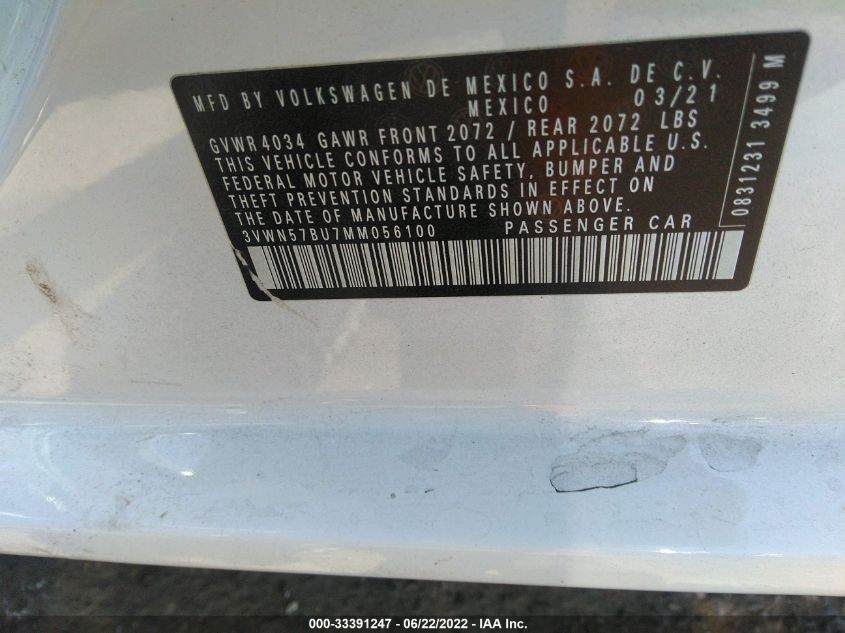 MFD BY VOLKSWAGEN DE MEXICO S.A. DE C.V.
MEXICO 03/21
GVWR 4034 GAWR FRONT 2072 / REAR 2072 LBS
THIS VEHICLE CONFORMS TO ALL APPLICABLE U.S.
FEDERAL MOTOR VEHICLE SAFETY, BUMPER AND
THEFT PREVENTION STANDARDS IN EFFECT ON
THE DATE OF MANUFACTURE SHOWN ABOVE.
3VWN57BU7MM056100 PASSENGER CAR
0831231 3499 M
000-33391247 - 06/22/2022 - IAA Inc.